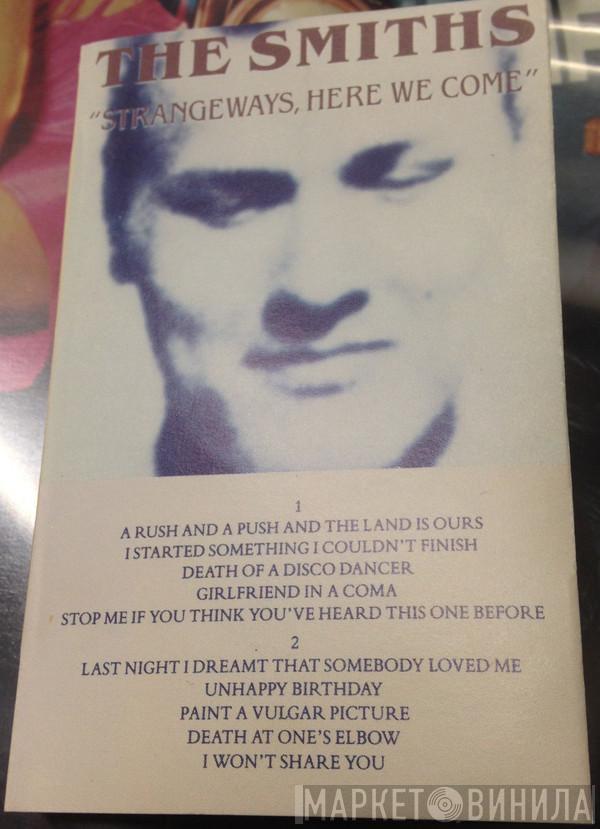 THE SMITHS
"STRANGEWAYS, HERE WE COME"
1
A RUSH AND A PUSH AND THE LAND IS OURS
I STARTED SOMETHING I COULDN'T FINISH
DEATH OF A DISCO DANCER
GIRLFRIEND IN A COMA
STOP ME IF YOU THINK YOU'VE HEARD THIS ONE BEFORE
2
LAST NIGHT I DREAMT THAT SOMEBODY LOVED ME
UNHAPPY BIRTHDAY
PAINT A VULGAR PICTURE
DEATH AT ONE'S ELBOW
I WON'T SHARE YOU
МАРКЕТ ВИНИЛА